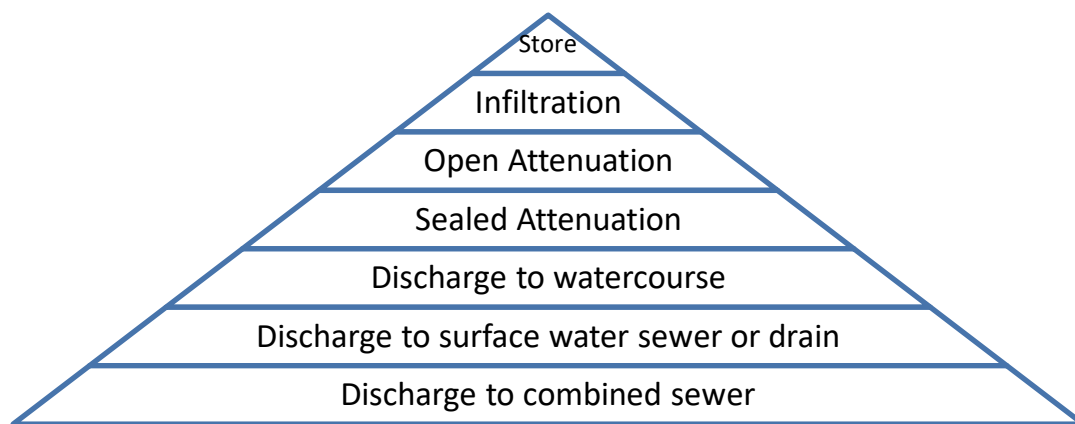 Store
Infiltration
Open Attenuation
Sealed Attenuation
Discharge to watercourse
Discharge to surface water sewer or drain
Discharge to combined sewer